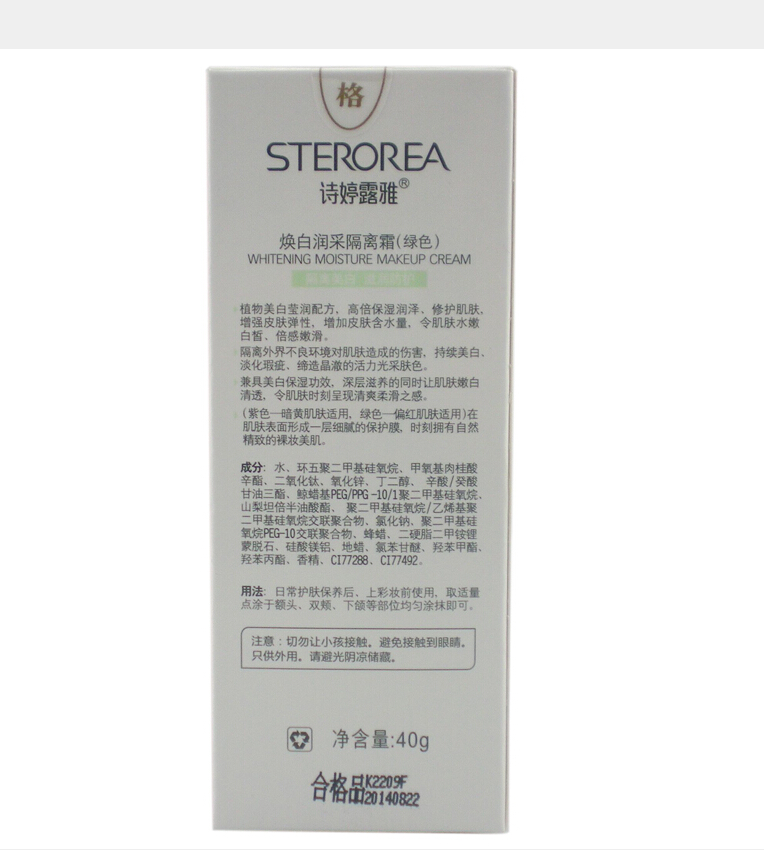 格
STEROREA
诗婷露雅®
焕白润采隔离霜(绿色)
WHITENING MOISTURE MAKEUP CREAM
隔离美白
植物美白莹润配方，高倍保湿润泽、修护肌肤，
增强皮肤弹性，增加皮肤含水量，令肌肤水嫩
白皙、倍感嫩滑。
隔离外界不良环境对肌肤造成的伤害，持续美白、
淡化瑕疵、缔造晶澈的活力光采肤色。
兼具美白保湿功效，深层滋养的同时让肌肤嫩白
清透，令肌肤时刻呈现清爽柔滑之感。
(紫色—暗黄肌肤适用，绿色—偏红肌肤适用)在
肌肤表面形成一层细腻的保护膜，时刻拥有自然
精致的裸妆美肌。
成分：水、环五聚二甲基硅氧烷、甲氧基肉桂酸
辛酯、二氧化钛、氧化锌、丁二醇、辛酸/癸酸
甘油三酯、鲸蜡基PEG/PPG-10/1聚二甲基硅氧烷、
山梨坦倍半油酸酯、聚二甲基硅氧烷/乙烯基聚
二甲基硅氧烷交联聚合物、氯化钠、聚二甲基硅
氧烷PEG-10交联聚合物、蜂蜡、二硬脂二甲铵锂
蒙脱石、硅酸镁铝、地蜡、氯苯甘醚、羟苯甲酯、
羟苯丙酯、香精、CI77288、CI77492。
用法：日常护肤保养后、上彩妆前使用，取适量
点涂于额头、双颊、下颌等部位均匀涂抹即可。
注意：切勿让小孩接触。避免接触到眼睛。
只供外用。请避光阴凉储藏。
净含量:40g
合格品K2209F
20140822